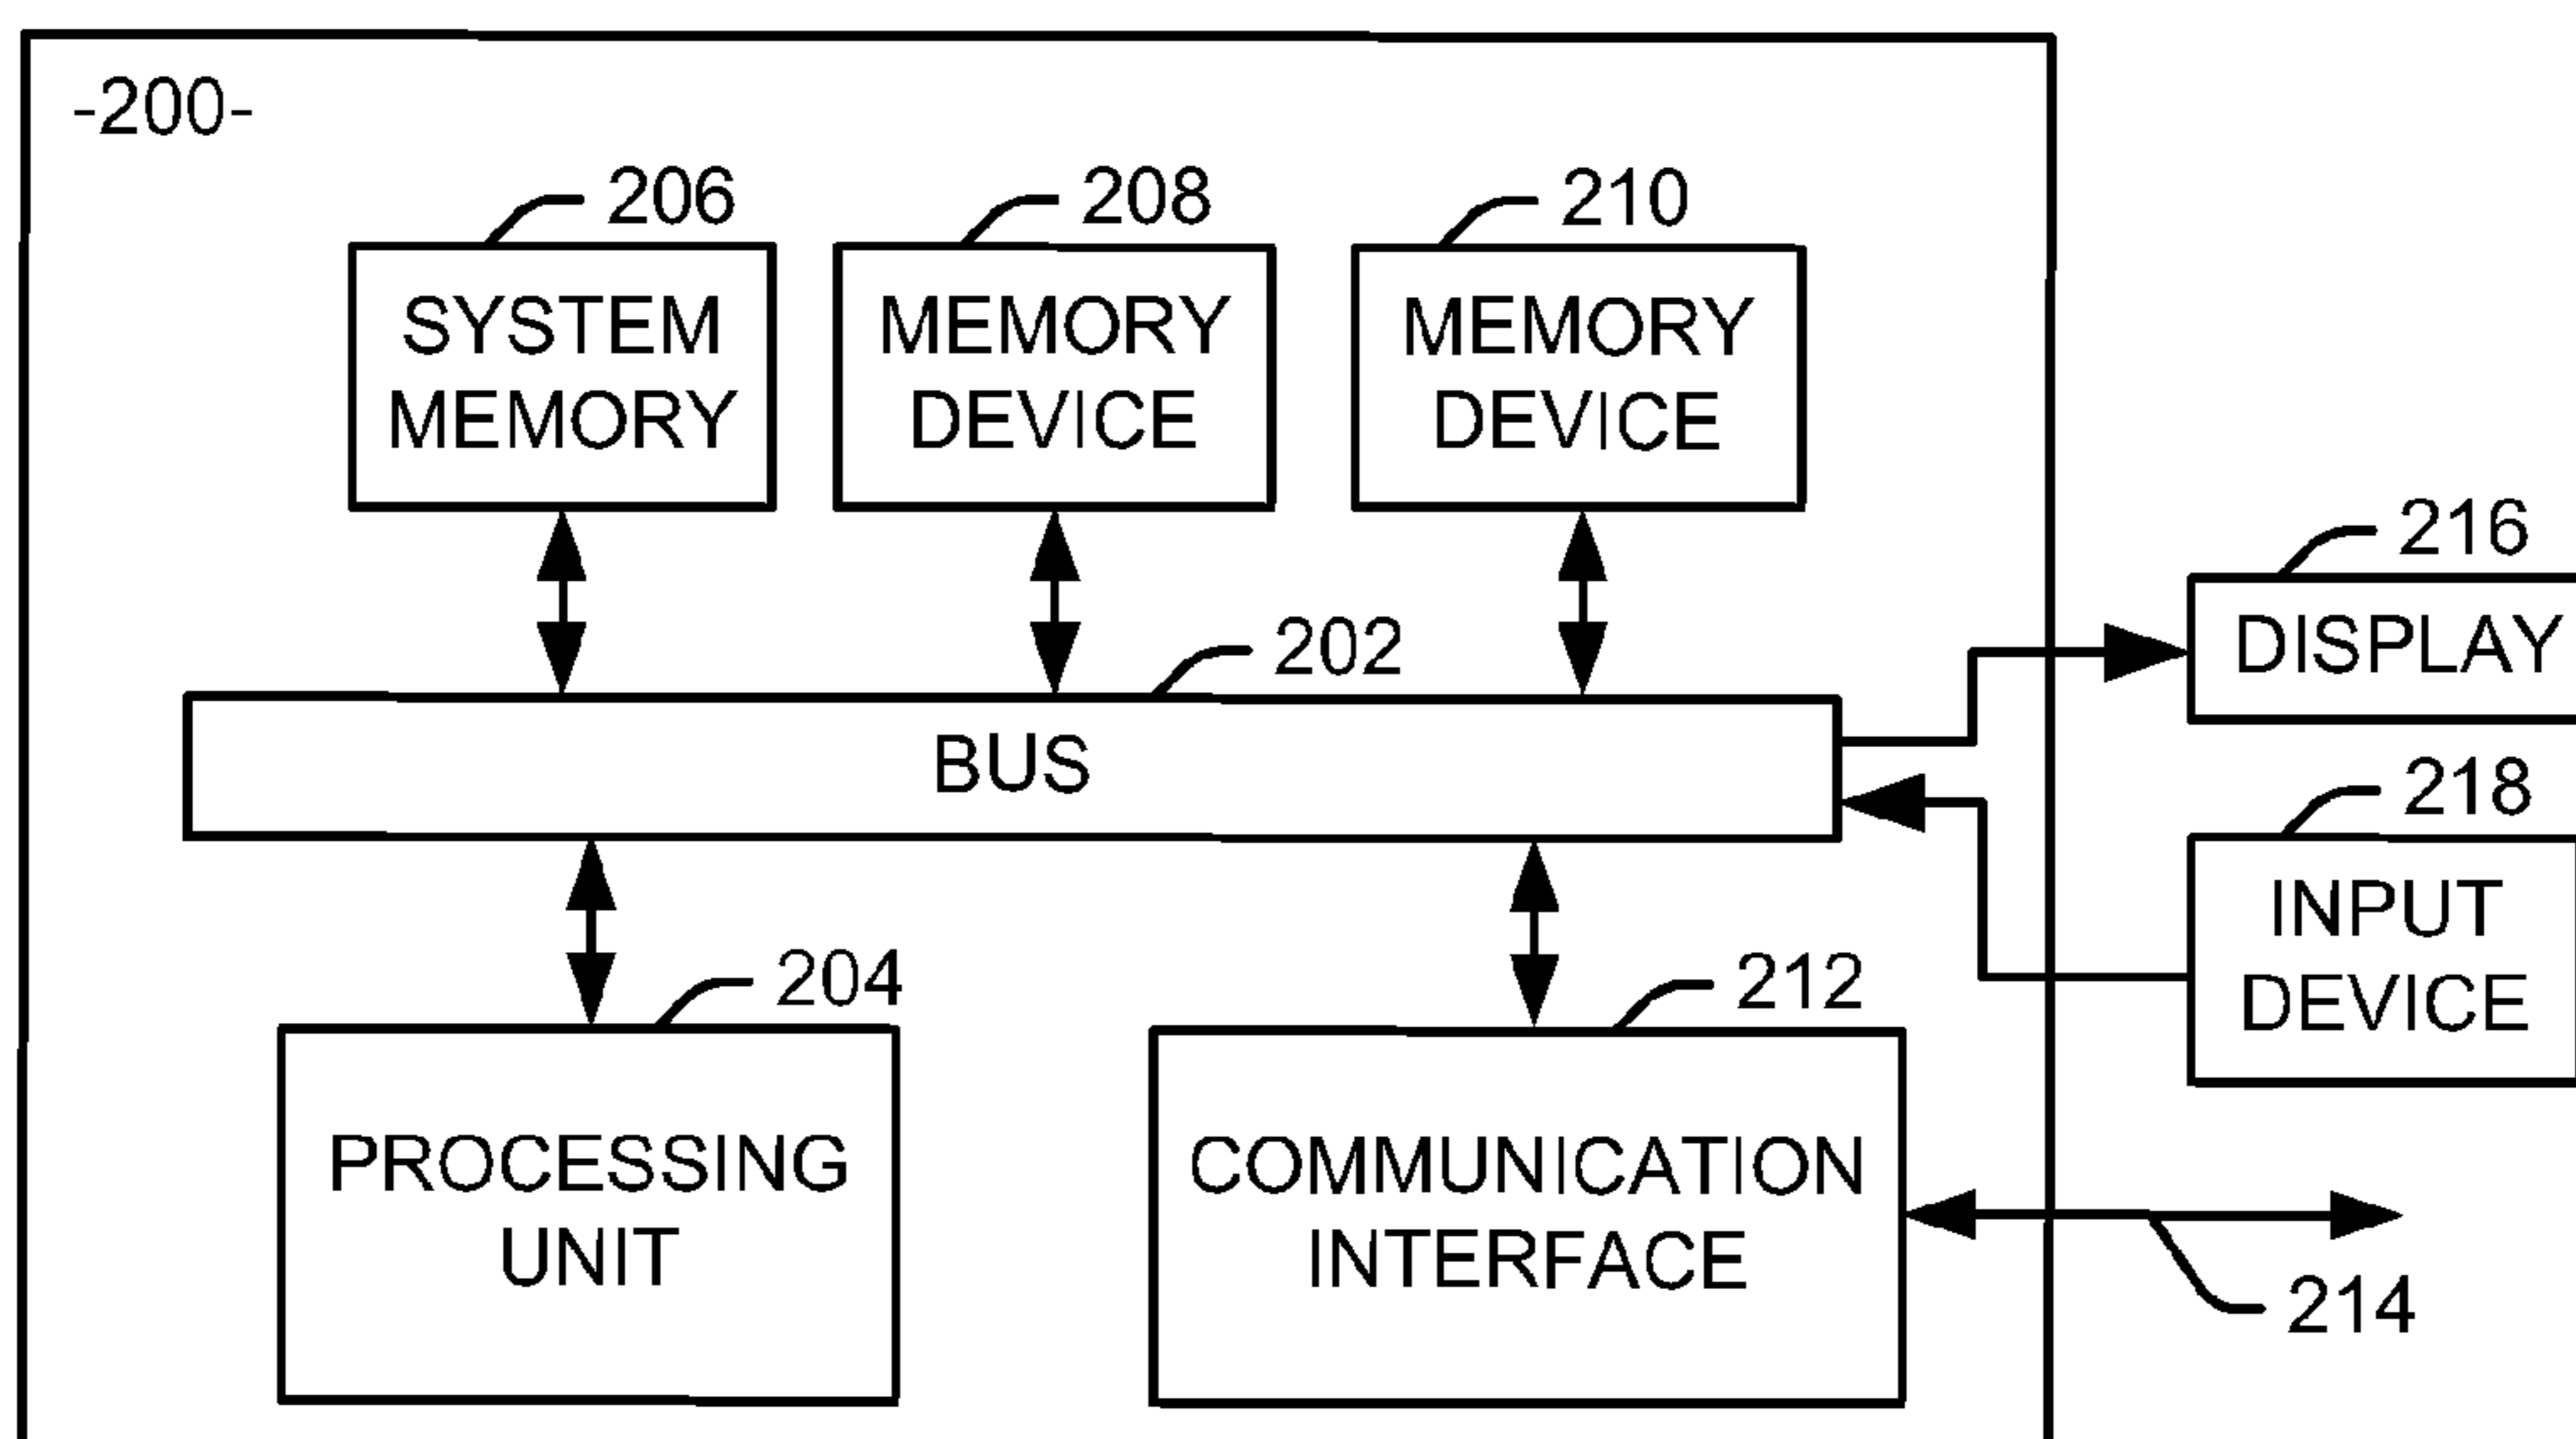 -200-
206
208
210
SYSTEM
MEMORY
MEMORY
DEVICE
MEMORY
DEVICE
216
DISPLAY
202
BUS
218
INPUT
DEVICE
204
212
PROCESSING
UNIT
COMMUNICATION
INTERFACE
214